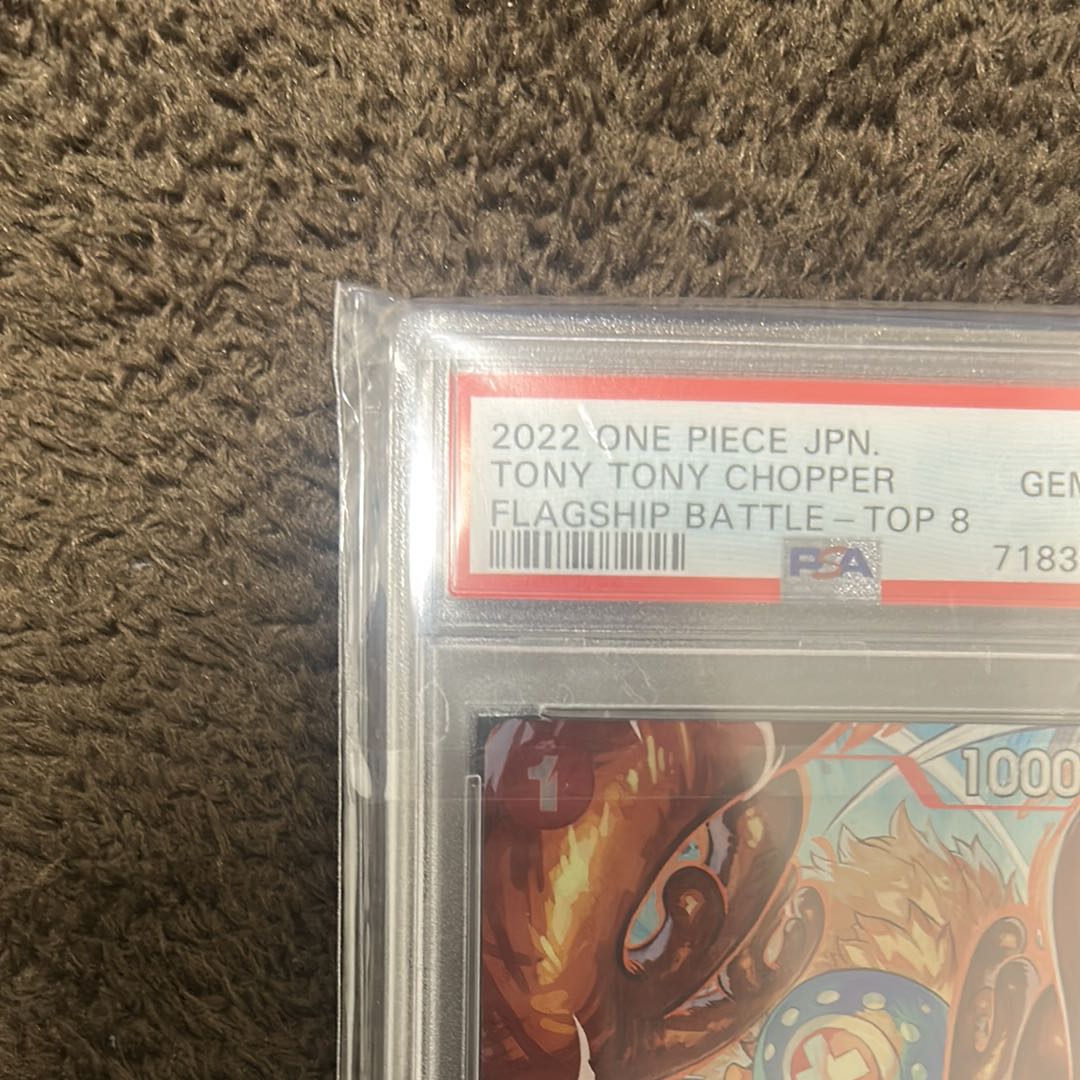 2022 ONE PIECE JPN.
TONY TONY CHOPPER
GEM
FLAGSHIP BATTLE – TOP 8
PSA
7183
1
1000